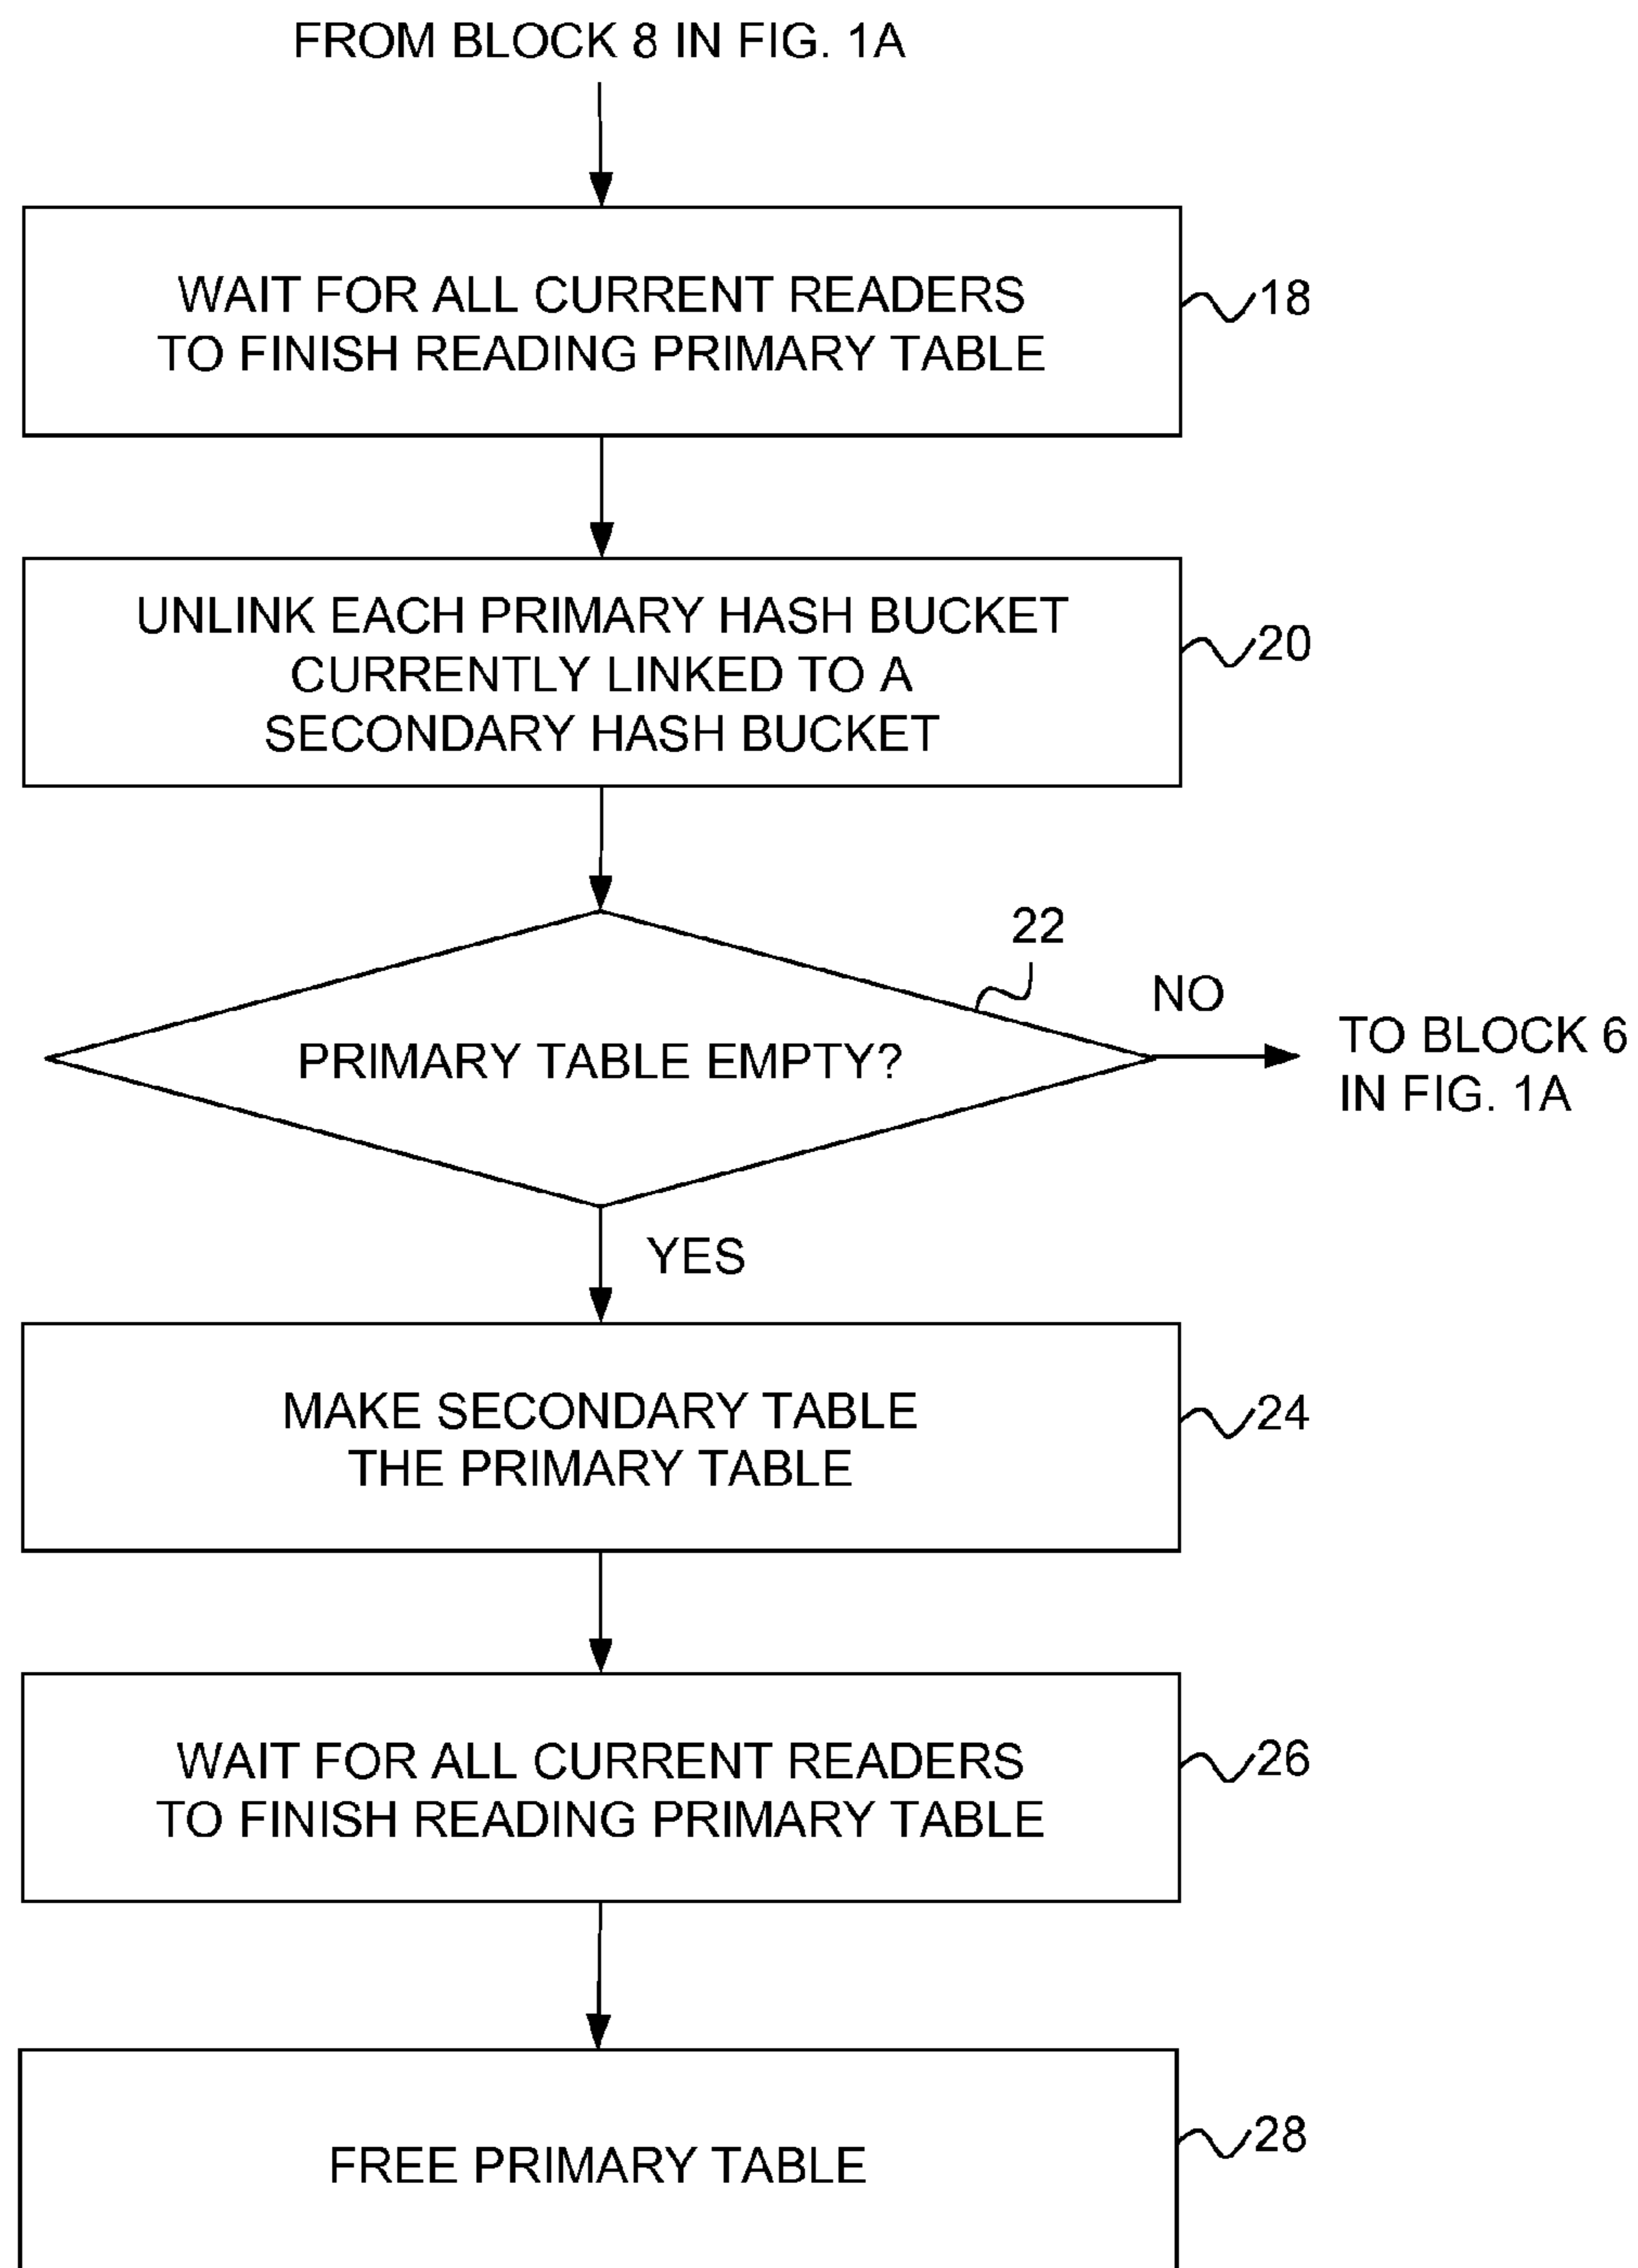 FROM BLOCK 8 IN FIG. 1A
WAIT FOR ALL CURRENT READERS
TO FINISH READING PRIMARY TABLE
18
UNLINK EACH PRIMARY HASH BUCKET
CURRENTLY LINKED TO A
SECONDARY HASH BUCKET
20
22
NO
PRIMARY TABLE EMPTY?
TO BLOCK 6
IN FIG. 1A
YES
MAKE SECONDARY TABLE
THE PRIMARY TABLE
24
WAIT FOR ALL CURRENT READERS
TO FINISH READING PRIMARY TABLE
26
FREE PRIMARY TABLE
28